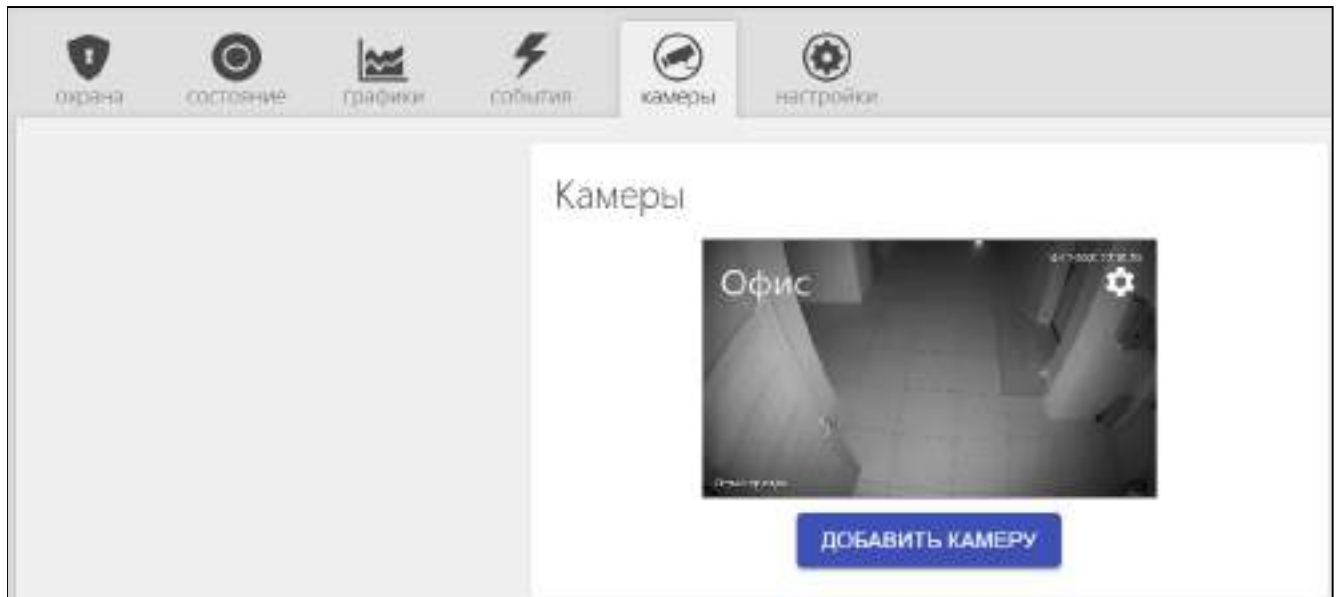 охрана состояние графики события камеры настройки
Камеры
Офис
ДОБАВИТЬ КАМЕРУ